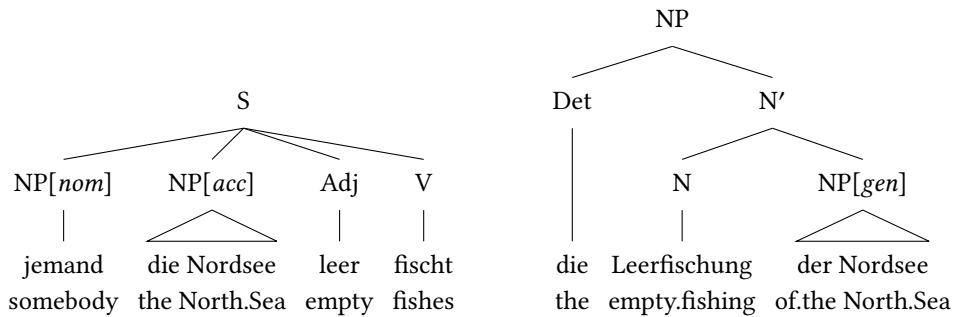 NP
S Det N′
NP[nom] NP[acc] Adj V N NP[gen]
jemand die Nordsee leer fischt die Leerfischung der Nordsee
somebody the North.Sea empty fishes the empty.fishing of.the North.Sea